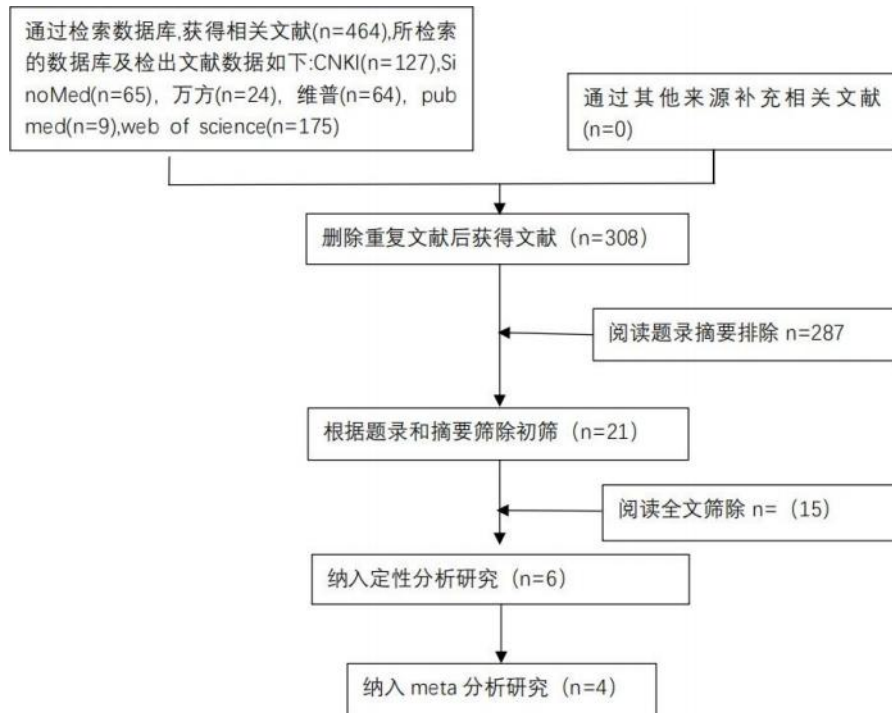 通过检索数据库,获得相关文献(n=464),所检索
的数据库及检出文献数据如下:CNKI(n=127),Si
noMed(n=65), 万方(n=24), 维普(n=64), pub
med(n=9),web of science(n=175)
通过其他来源补充相关文献
(n=0)
删除重复文献后获得文献（n=308）
阅读题录摘要排除 n=287
根据题录和摘要筛除初筛（n=21）
阅读全文筛除 n=（15）
纳入定性分析研究（n=6）
纳入 meta 分析研究（n=4）